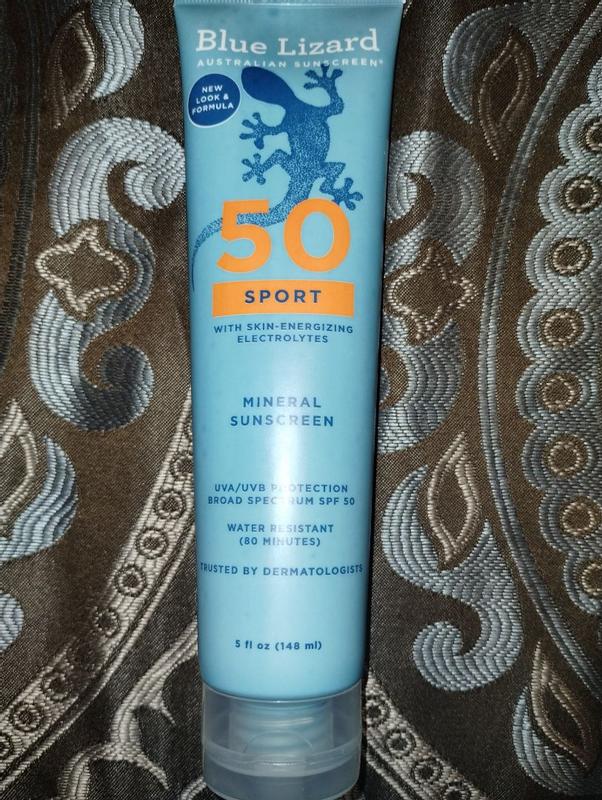 Blue Lizard
AUSTRALIAN SUNSCREEN®
NEW
LOOK &
FORMULA
50
SPORT
WITH SKIN-ENERGIZING
ELECTROLYTES
MINERAL
SUNSCREEN
UVA/UVB PROTECTION
BROAD SPECTRUM SPF 50
WATER RESISTANT
(80 MINUTES)
TRUSTED BY DERMATOLOGISTS
5 fl oz (148 ml)